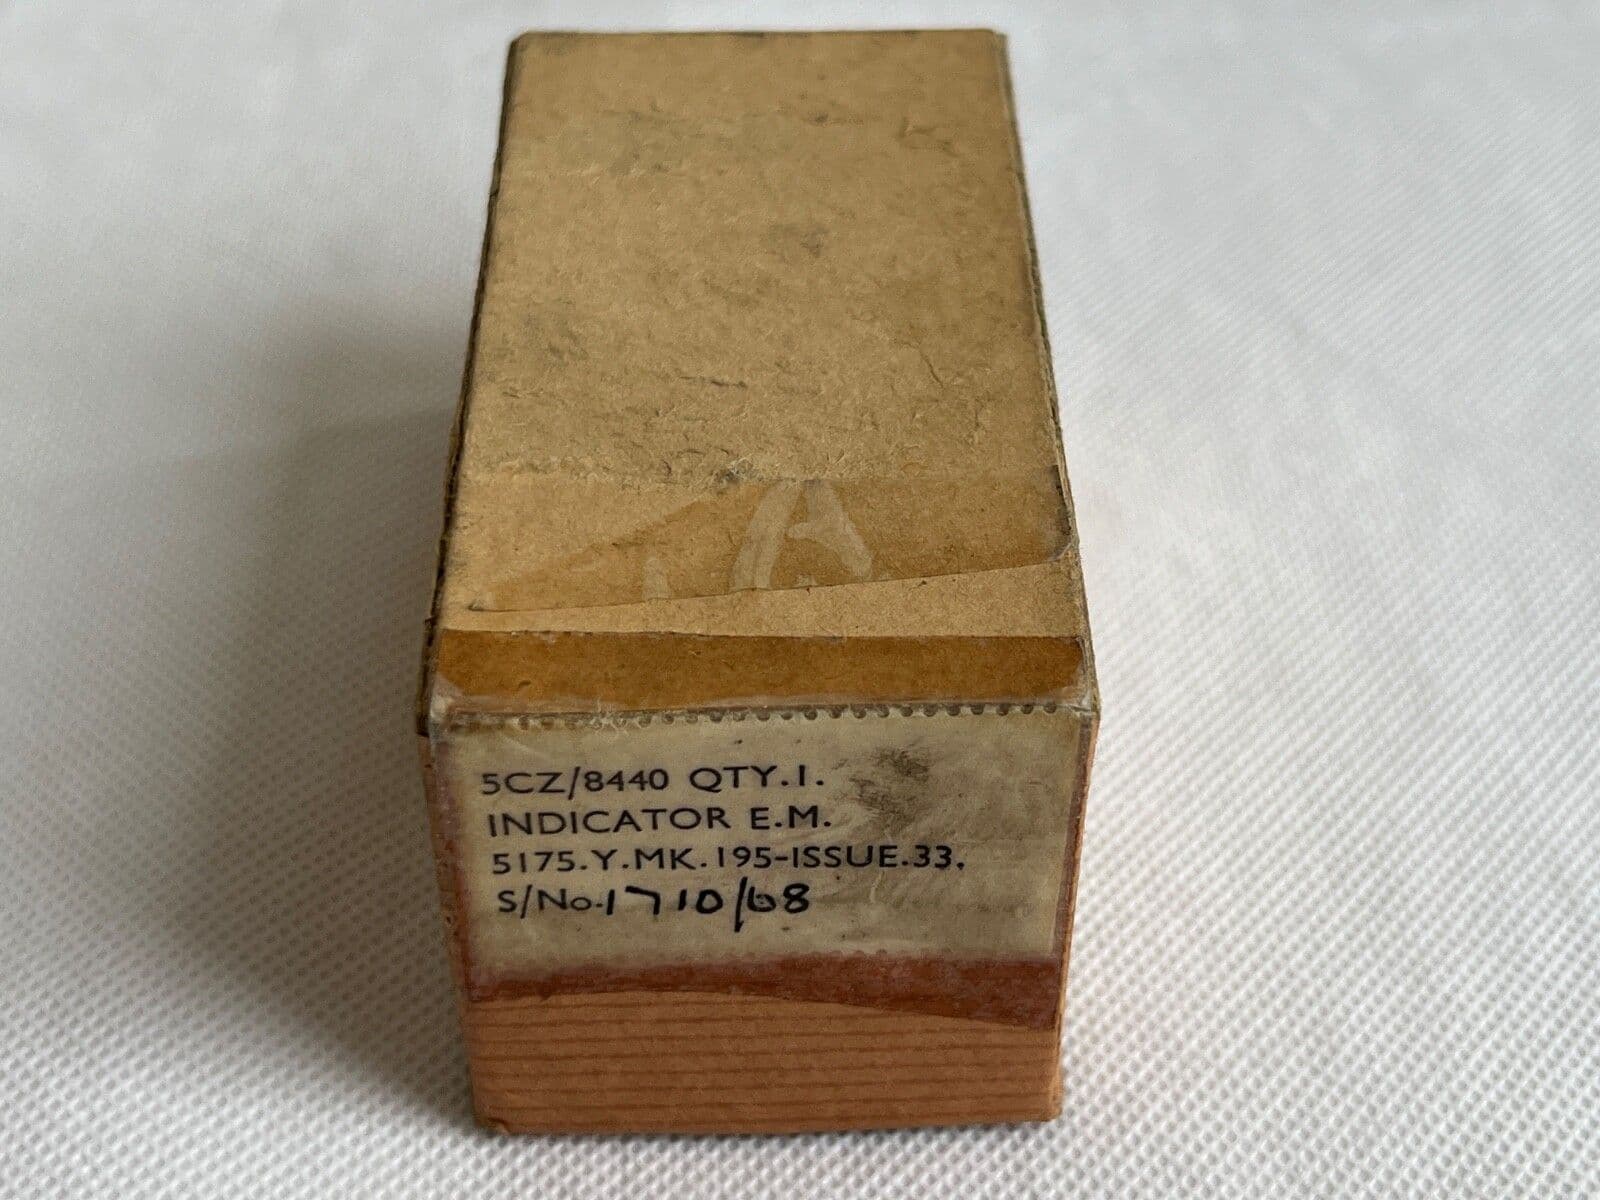 5CZ/8440 QTY.1.
INDICATOR E.M.
5175.Y.MK.195-ISSUE.33.
S/No.1710/68